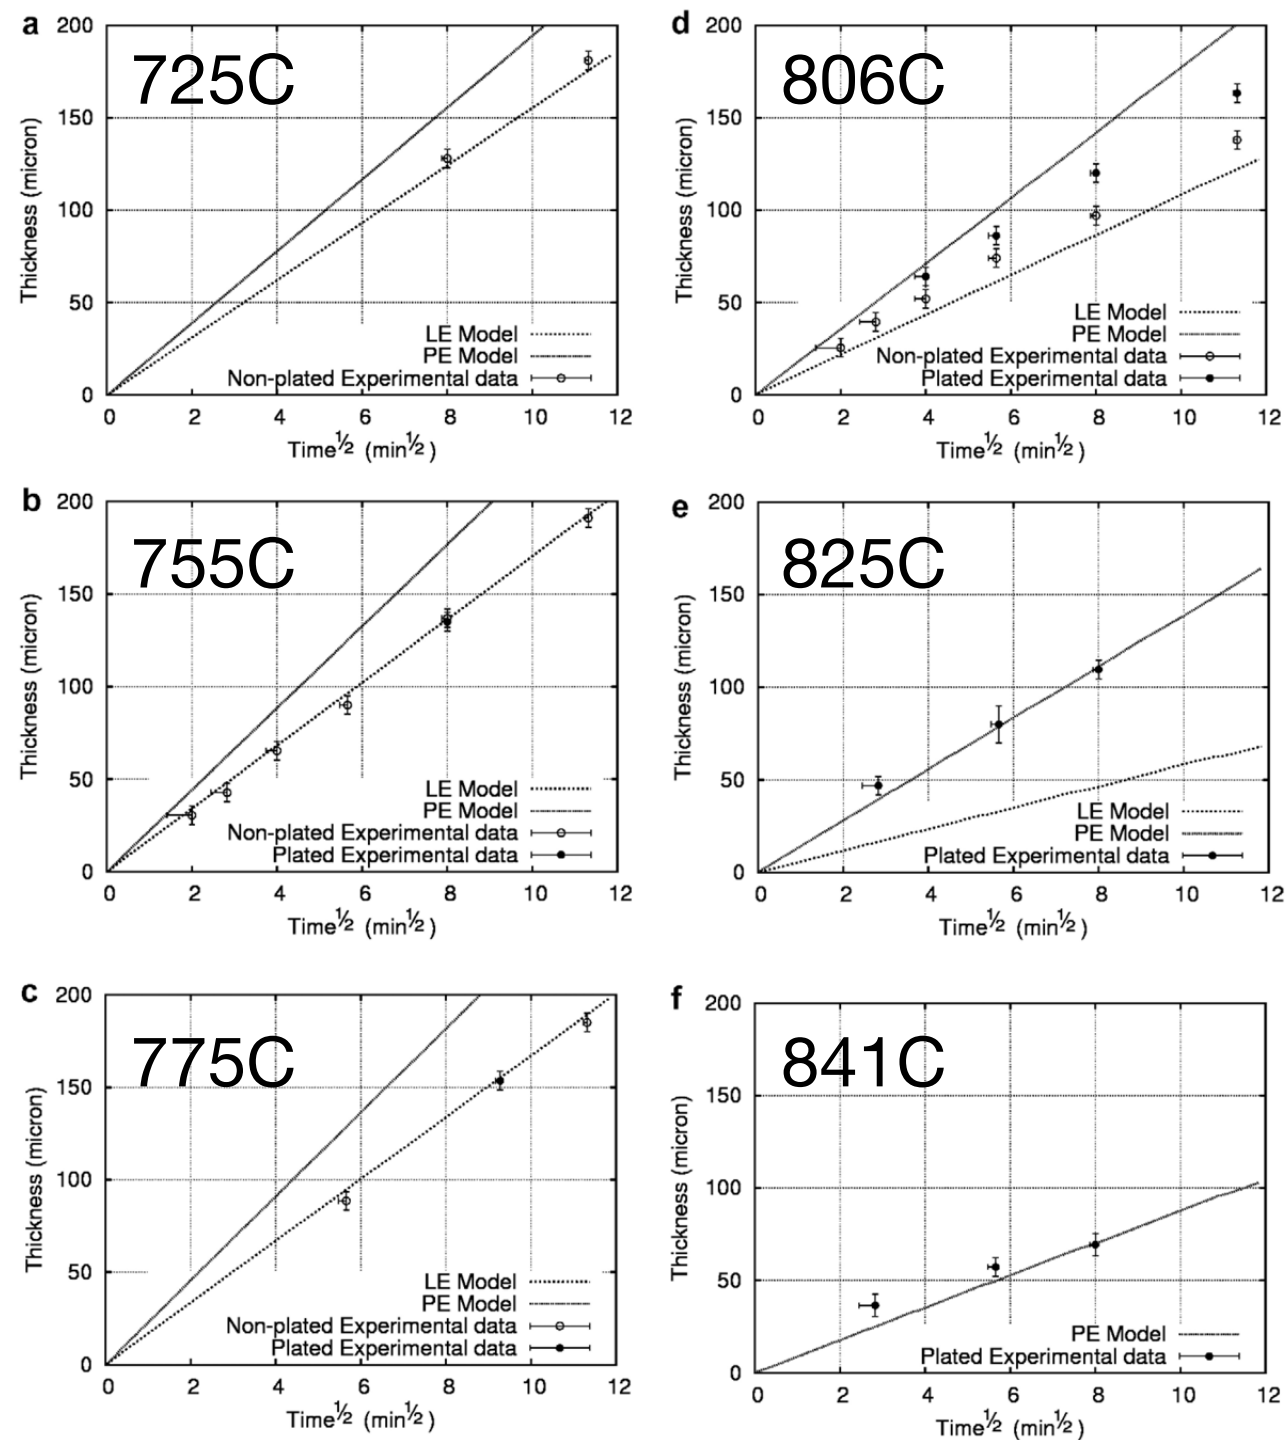 a
725C
200
150
100
50
0
Thickness (micron)
LE Model
PE Model
Non-plated Experimental data
0 2 4 6 8 10 12
Time½ (min½)
b
755C
200
150
100
50
0
Thickness (micron)
LE Model
PE Model
Non-plated Experimental data
Plated Experimental data
0 2 4 6 8 10 12
Time½ (min½)
c
775C
200
150
100
50
0
Thickness (micron)
LE Model
PE Model
Non-plated Experimental data
Plated Experimental data
0 2 4 6 8 10 12
Time½ (min½)
d
806C
200
150
100
50
0
Thickness (micron)
LE Model
PE Model
Non-plated Experimental data
Plated Experimental data
0 2 4 6 8 10 12
Time½ (min½)
e
825C
200
150
100
50
0
Thickness (micron)
LE Model
PE Model
Plated Experimental data
0 2 4 6 8 10 12
Time½ (min½)
f
841C
200
150
100
50
0
Thickness (micron)
PE Model
Plated Experimental data
0 2 4 6 8 10 12
Time½ (min½)